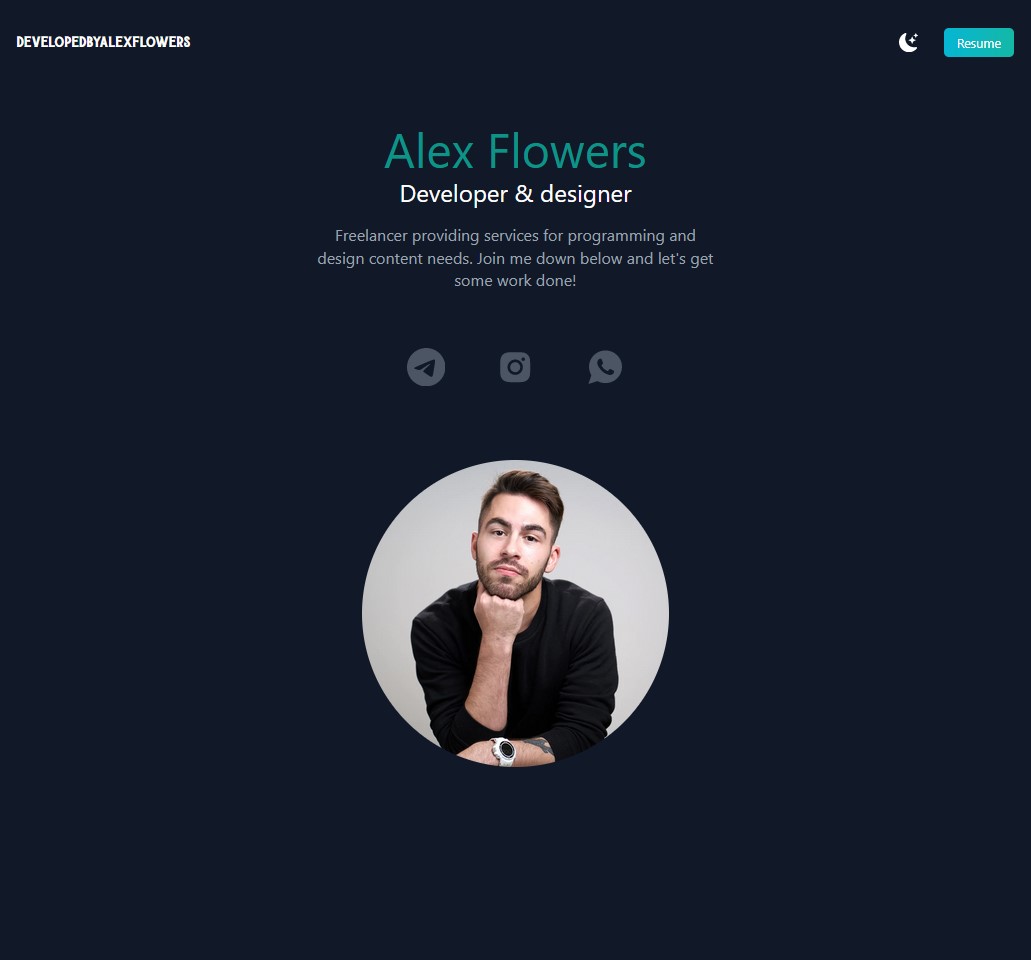 DEVELOPEDBYALEXFLOWERS
Resume
Alex Flowers
Developer & designer
Freelancer providing services for programming and
design content needs. Join me down below and let's get
some work done!